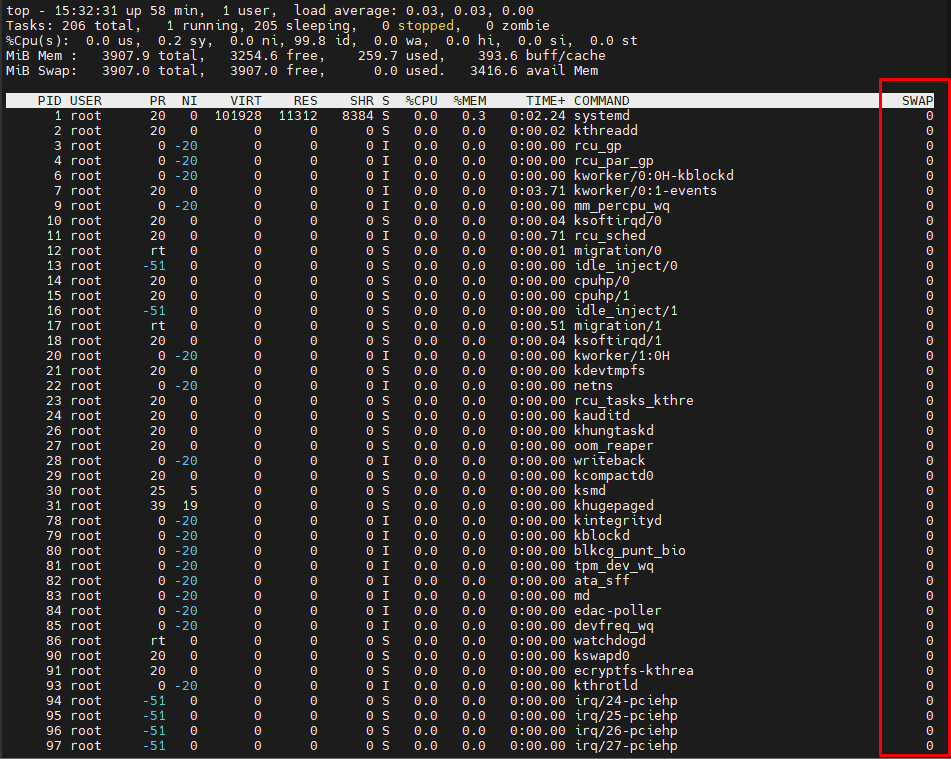 top - 15:32:31 up 58 min,  1 user,  load average: 0.03, 0.03, 0.00
Tasks: 206 total,   1 running, 205 sleeping,   0 stopped,   0 zombie
%Cpu(s):  0.0 us,  0.2 sy,  0.0 ni, 99.8 id,  0.0 wa,  0.0 hi,  0.0 si,  0.0 st
MiB Mem :   3907.9 total,   3254.6 free,    259.7 used,    393.6 buff/cache
MiB Swap:   3907.0 total,   3907.0 free,      0.0 used.   3416.6 avail Mem
PID USER PR NI VIRT RES SHR S %CPU %MEM TIME+ COMMAND SWAP
1 root 20 0 101928 11312 8384 S 0.0 0.3 0:02.24 systemd 0
2 root 20 0 0 0 0 S 0.0 0.0 0:00.02 kthreadd 0
3 root 0 -20 0 0 0 I 0.0 0.0 0:00.00 rcu_gp 0
4 root 0 -20 0 0 0 I 0.0 0.0 0:00.00 rcu_par_gp 0
6 root 0 -20 0 0 0 I 0.0 0.0 0:00.00 kworker/0:0H-kblockd 0
7 root 20 0 0 0 0 I 0.0 0.0 0:03.71 kworker/0:1-events 0
9 root 0 -20 0 0 0 I 0.0 0.0 0:00.00 mm_percpu_wq 0
10 root 20 0 0 0 0 S 0.0 0.0 0:00.04 ksoftirqd/0 0
11 root 20 0 0 0 0 I 0.0 0.0 0:00.71 rcu_sched 0
12 root rt 0 0 0 0 S 0.0 0.0 0:00.01 migration/0 0
13 root -51 0 0 0 0 S 0.0 0.0 0:00.00 idle_inject/0 0
14 root 20 0 0 0 0 S 0.0 0.0 0:00.00 cpuhp/0 0
15 root 20 0 0 0 0 S 0.0 0.0 0:00.00 cpuhp/1 0
16 root -51 0 0 0 0 S 0.0 0.0 0:00.00 idle_inject/1 0
17 root rt 0 0 0 0 S 0.0 0.0 0:00.51 migration/1 0
18 root 20 0 0 0 0 S 0.0 0.0 0:00.04 ksoftirqd/1 0
20 root 0 -20 0 0 0 I 0.0 0.0 0:00.00 kworker/1:0H 0
21 root 20 0 0 0 0 S 0.0 0.0 0:00.00 kdevtmpfs 0
22 root 0 -20 0 0 0 I 0.0 0.0 0:00.00 netns 0
23 root 20 0 0 0 0 S 0.0 0.0 0:00.00 rcu_tasks_kthre 0
24 root 20 0 0 0 0 S 0.0 0.0 0:00.00 kauditd 0
26 root 20 0 0 0 0 S 0.0 0.0 0:00.00 khungtaskd 0
27 root 20 0 0 0 0 S 0.0 0.0 0:00.00 oom_reaper 0
28 root 0 -20 0 0 0 I 0.0 0.0 0:00.00 writeback 0
29 root 20 0 0 0 0 S 0.0 0.0 0:00.00 kcompactd0 0
30 root 25 5 0 0 0 S 0.0 0.0 0:00.00 ksmd 0
31 root 39 19 0 0 0 S 0.0 0.0 0:00.00 khugepaged 0
78 root 0 -20 0 0 0 I 0.0 0.0 0:00.00 kintegrityd 0
79 root 0 -20 0 0 0 I 0.0 0.0 0:00.00 kblockd 0
80 root 0 -20 0 0 0 I 0.0 0.0 0:00.00 blkcg_punt_bio 0
81 root 0 -20 0 0 0 I 0.0 0.0 0:00.00 tpm_dev_wq 0
82 root 0 -20 0 0 0 I 0.0 0.0 0:00.00 ata_sff 0
83 root 0 -20 0 0 0 I 0.0 0.0 0:00.00 md 0
84 root 0 -20 0 0 0 I 0.0 0.0 0:00.00 edac-poller 0
85 root 0 -20 0 0 0 I 0.0 0.0 0:00.00 devfreq_wq 0
86 root rt 0 0 0 0 S 0.0 0.0 0:00.00 watchdogd 0
90 root 20 0 0 0 0 S 0.0 0.0 0:00.00 kswapd0 0
91 root 20 0 0 0 0 S 0.0 0.0 0:00.00 ecryptfs-kthrea 0
93 root 0 -20 0 0 0 I 0.0 0.0 0:00.00 kthrotld 0
94 root -51 0 0 0 0 S 0.0 0.0 0:00.00 irq/24-pciehp 0
95 root -51 0 0 0 0 S 0.0 0.0 0:00.00 irq/25-pciehp 0
96 root -51 0 0 0 0 S 0.0 0.0 0:00.00 irq/26-pciehp 0
97 root -51 0 0 0 0 S 0.0 0.0 0:00.00 irq/27-pciehp 0